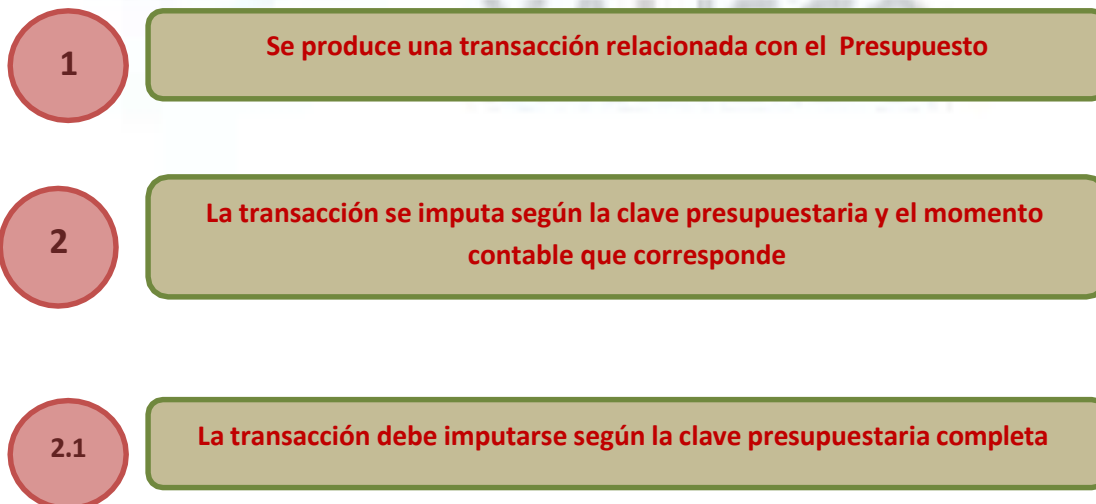 1
Se produce una transacción relacionada con el Presupuesto
2
La transacción se imputa según la clave presupuestaria y el momento
contable que corresponde
2.1
La transacción debe imputarse según la clave presupuestaria completa